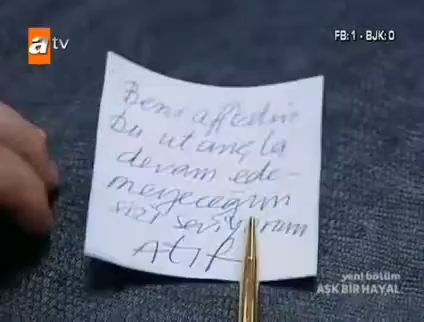 atv
FB:1 - BJK:0
Beni affedin
bu utançla
devam ede-
meyeceğim
sizi seviyorum
Atıf
yeni bölüm
AŞK BİR HAYAL